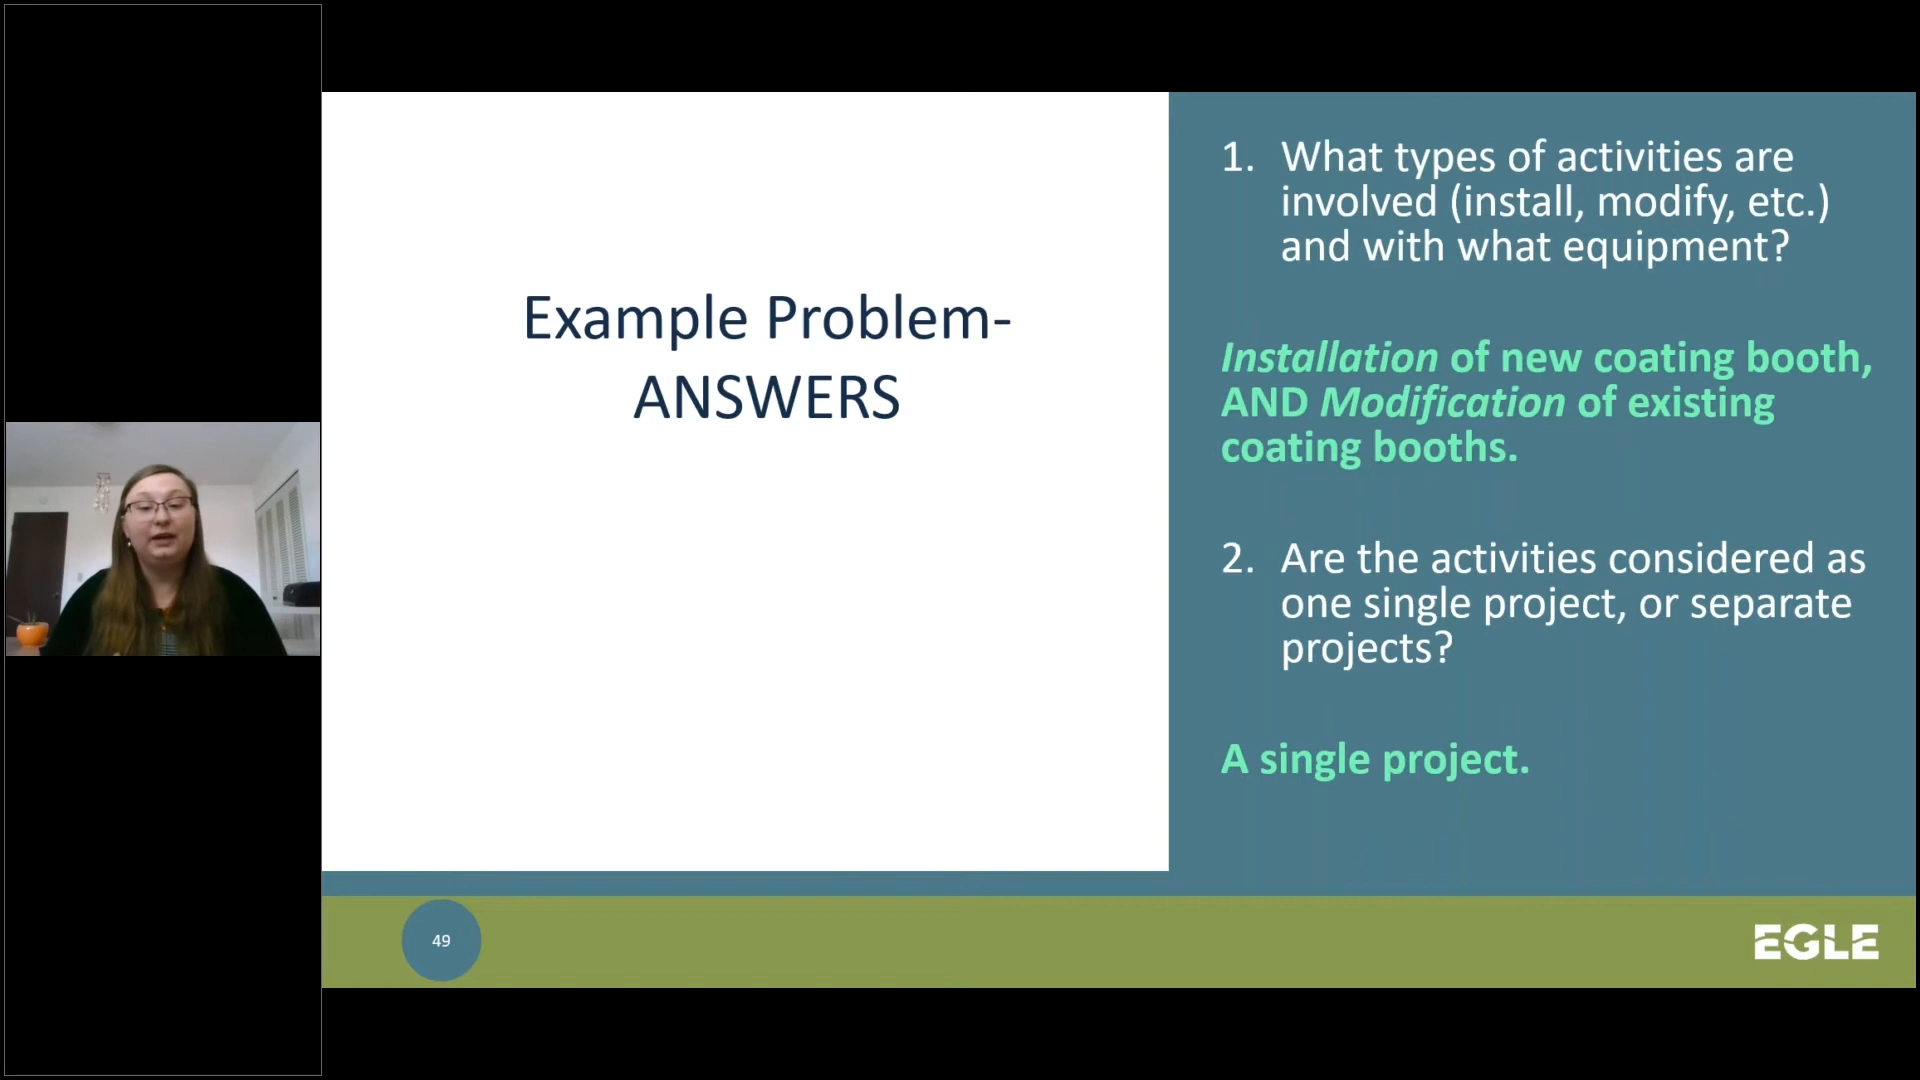 Example Problem-
ANSWERS
1. What types of activities are
involved (install, modify, etc.)
and with what equipment?
Installation of new coating booth,
AND Modification of existing
coating booths.
2. Are the activities considered as
one single project, or separate
projects?
A single project.
49
EGLE